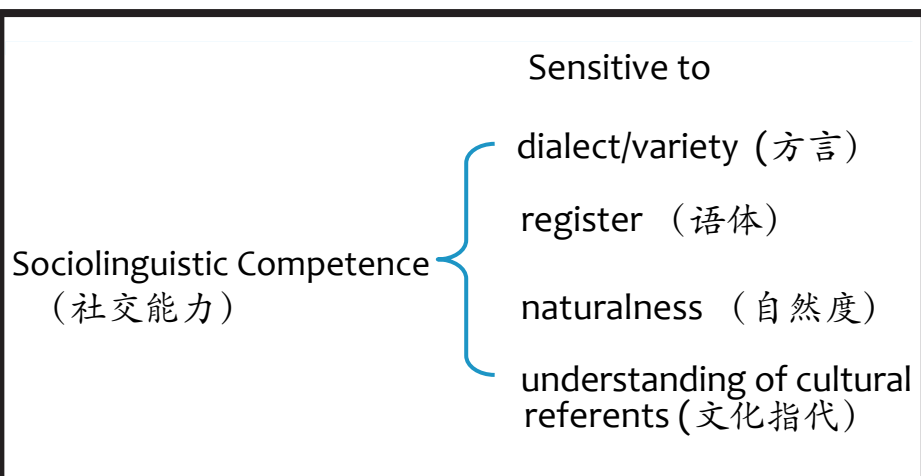 Sensitive to
dialect/variety (方言）
register （语体）
Sociolinguistic Competence
（社交能力）
naturalness （自然度）
understanding of cultural
referents (文化指代）